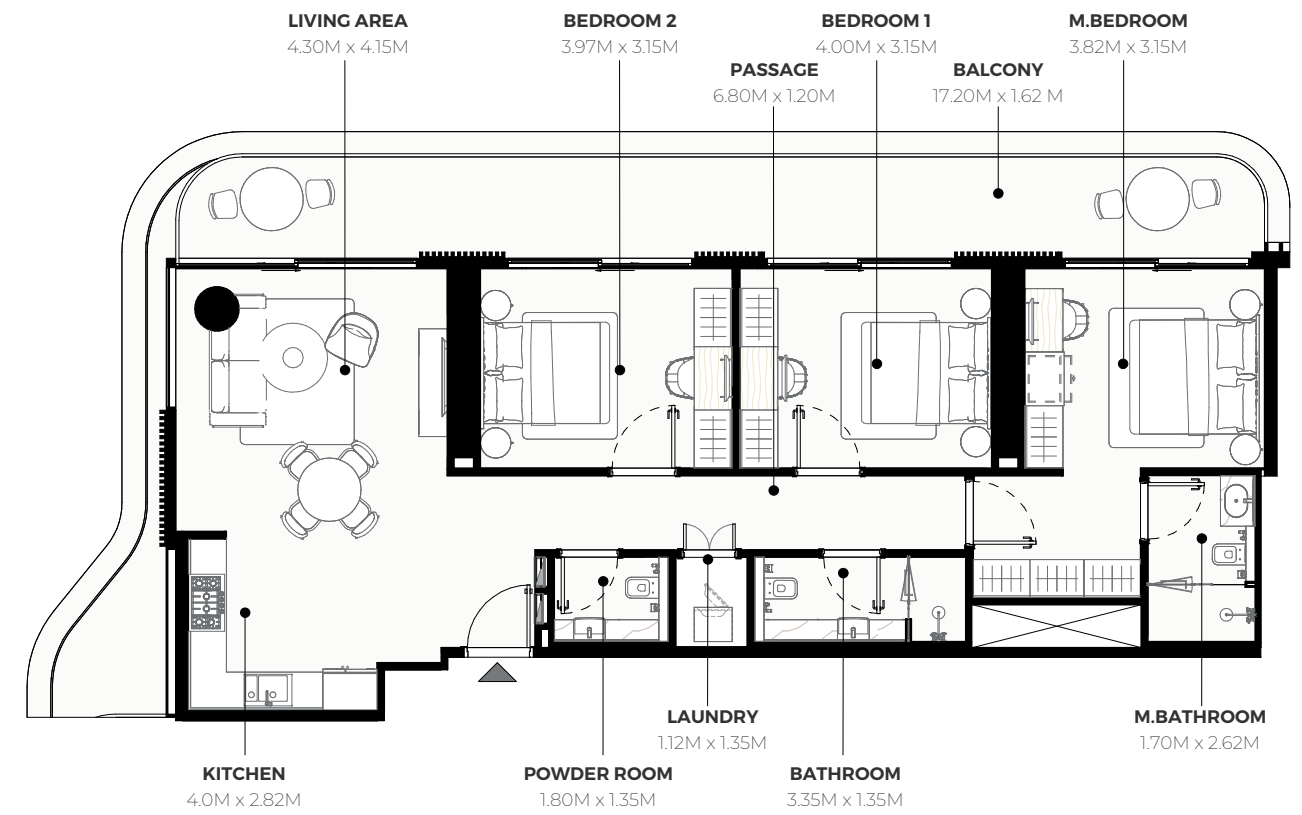 LIVING AREA
4.30M x 4.15M
BEDROOM 2
3.97M x 3.15M
BEDROOM 1
4.00M x 3.15M
M.BEDROOM
3.82M x 3.15M
PASSAGE
6.80M x 1.20M
BALCONY
17.20M x 1.62 M
LAUNDRY
1.12M x 1.35M
M.BATHROOM
1.70M x 2.62M
KITCHEN
4.0M x 2.82M
POWDER ROOM
1.80M x 1.35M
BATHROOM
3.35M x 1.35M